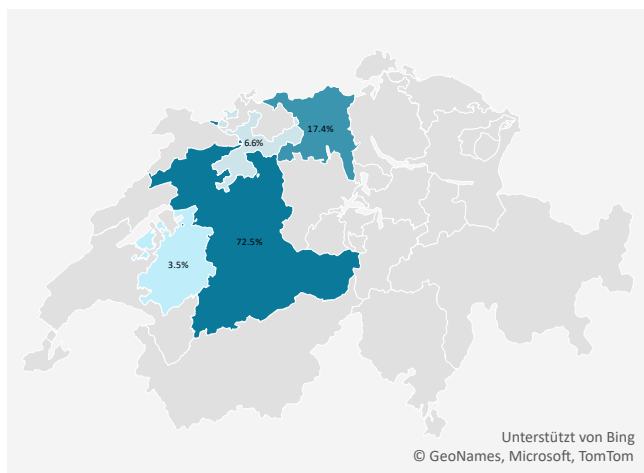 17.4%
6.6%
72.5%
3.5%
Unterstützt von Bing
© GeoNames, Microsoft, TomTom